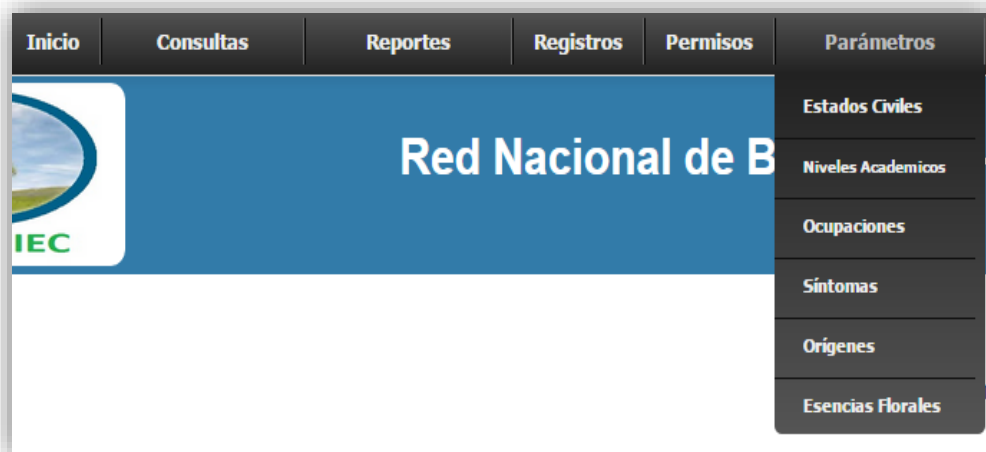 Inicio Consultas Reportes Registros Permisos Parámetros
Estados Civiles
Red Nacional de B
Niveles Academicos
Ocupaciones
IEC
Síntomas
Orígenes
Esencias Florales